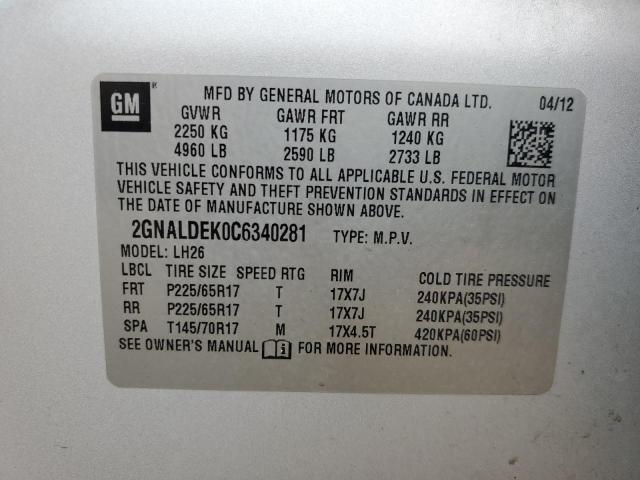 GM
®
MFD BY GENERAL MOTORS OF CANADA LTD. 04/12
GVWR GAWR FRT GAWR RR
2250 KG 1175 KG 1240 KG
4960 LB 2590 LB 2733 LB
THIS VEHICLE CONFORMS TO ALL APPLICABLE U.S. FEDERAL MOTOR
VEHICLE SAFETY AND THEFT PREVENTION STANDARDS IN EFFECT ON
THE DATE OF MANUFACTURE SHOWN ABOVE.
2GNALDEK0C6340281 TYPE: M.P.V.
MODEL: LH26
LBCL TIRE SIZE SPEED RTG RIM COLD TIRE PRESSURE
FRT P225/65R17 T 17X7J 240KPA(35PSI)
RR P225/65R17 T 17X7J 240KPA(35PSI)
SPA T145/70R17 M 17X4.5T 420KPA(60PSI)
SEE OWNER'S MANUAL FOR MORE INFORMATION.